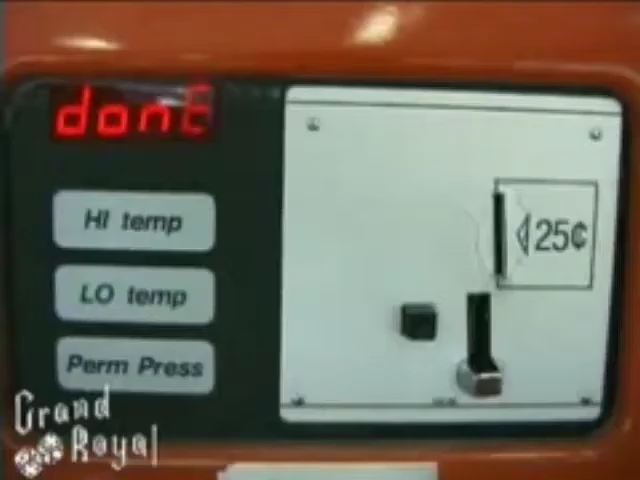 donE
HI temp
LO temp
Perm Press
25¢
Grand
Royal